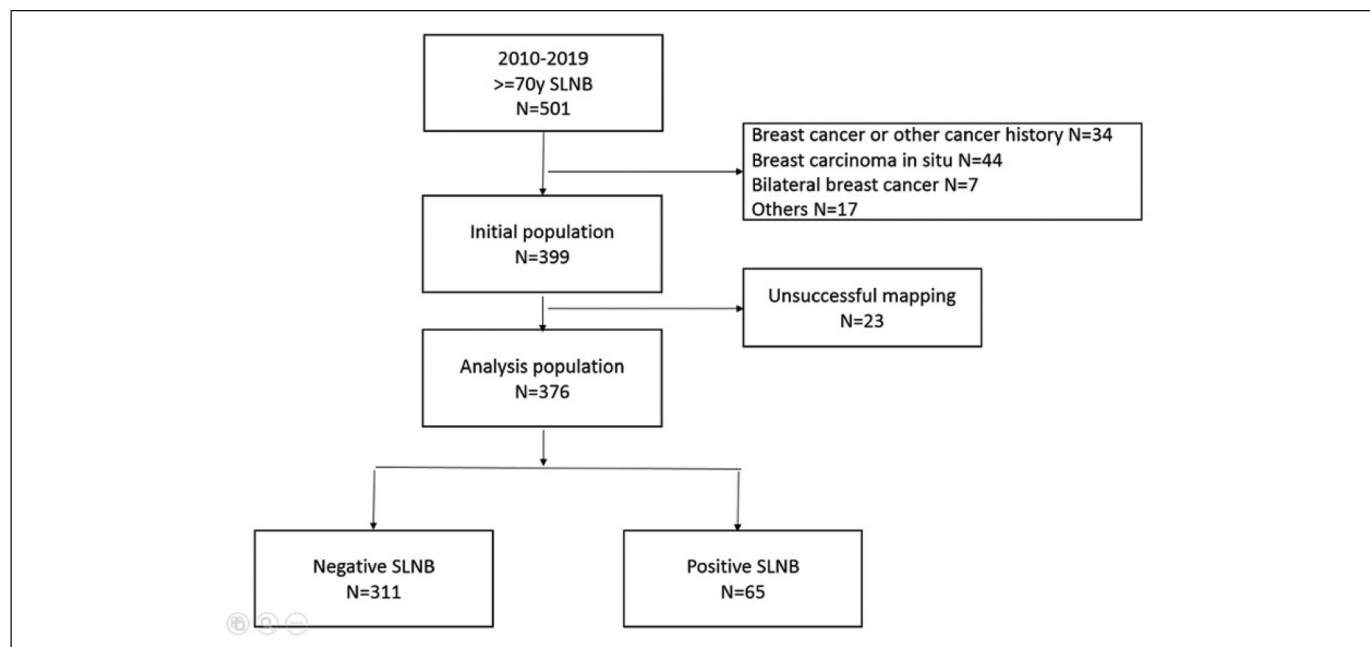 2010-2019
>=70y SLNB
N=501
Breast cancer or other cancer history N=34
Breast carcinoma in situ N=44
Bilateral breast cancer N=7
Others N=17
Initial population
N=399
Unsuccessful mapping
N=23
Analysis population
N=376
Negative SLNB
N=311
Positive SLNB
N=65